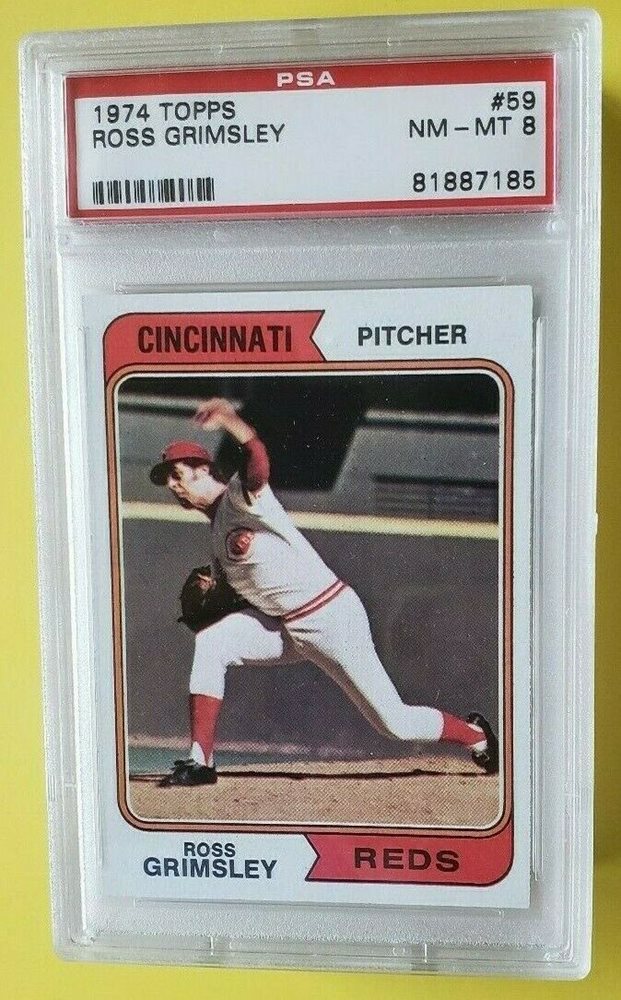 PSA
1974 TOPPS #59
ROSS GRIMSLEY NM-MT 8
81887185
CINCINNATI PITCHER
ROSS
GRIMSLEY
REDS